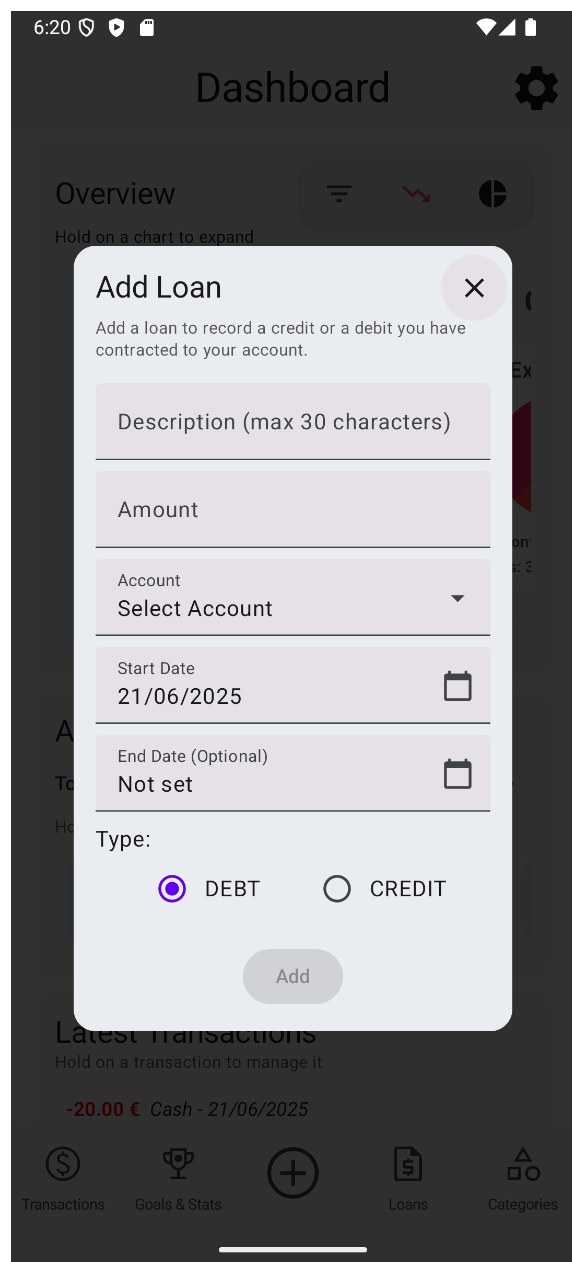 6:20
Dashboard
Overview
Hold on a chart to expand
Add Loan
Add a loan to record a credit or a debit you have
contracted to your account.
Ex
Description (max 30 characters)
Amount
Account
Select Account
Start Date
21/06/2025
End Date (Optional)
Not set
Type:
DEBT CREDIT
Add
Latest Transactions
Hold on a transaction to manage it
-20.00 € Cash - 21/06/2025
Transactions Goals & Stats Loans Categories